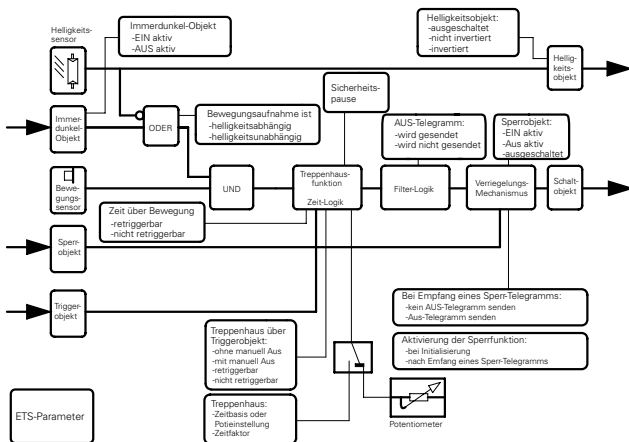 Helligkeits-
sensor
Immerdunkel-Objekt
-EIN aktiv
-AUS aktiv
Helligkeitsobjekt:
-ausgeschaltet
-nicht invertiert
-invertiert
Hellig-
keits-
objekt
Sicherheits-
pause
Immer-
dunkel-
Objekt
ODER
Bewegungsaufnahme ist
-helligkeitsabhängig
-helligkeitsunabhängig
AUS-Telegramm:
-wird gesendet
-wird nicht gesendet
Sperrobjekt:
-EIN aktiv
-Aus aktiv
-ausgeschaltet
Bewe-
gungs-
sensor
UND
Treppenhaus
funktion
Zeit-Logik
Filter-Logik
Verriegelungs-
Mechanismus
Schalt-
objekt
Zeit über Bewegung
-retriggerbar
-nicht retriggerbar
Sperr-
objekt
Trigger-
objekt
Bei Empfang eines Sperr-Telegramms:
-kein AUS-Telegramm senden
-Aus-Telegramm senden
Treppenhaus über
Triggerobjekt:
-ohne manuell Aus
-mit manuell Aus
-retriggerbar
-nicht retriggerbar
Aktivierung der Sperrfunktion:
-bei Initialisierung
-nach Emfang eines Sperr-Telegramms
ETS-Parameter
Treppenhaus:
-Zeitbasis oder
Potieinstellung
-Zeitfaktor
Potentiometer